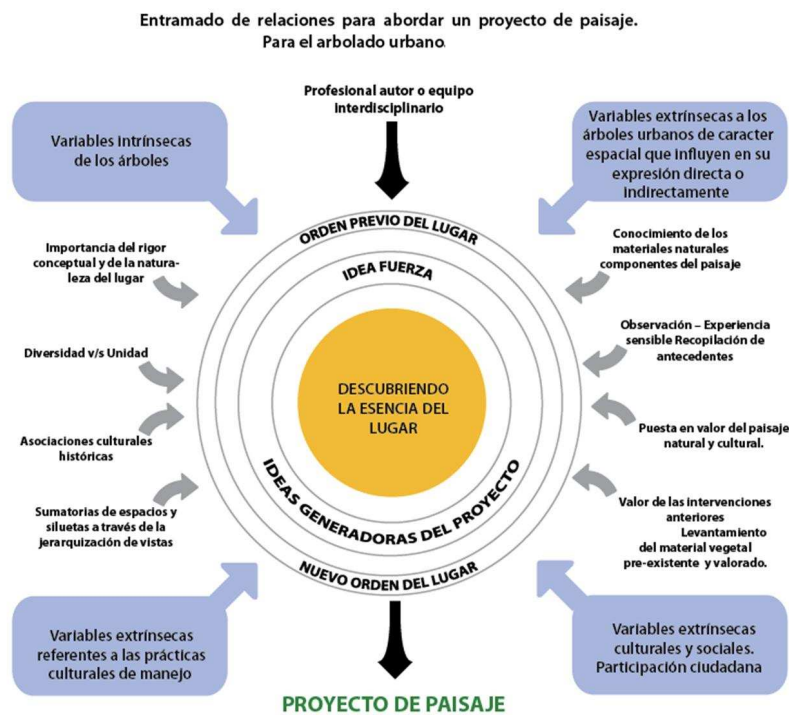 Entramado de relaciones para abordar un proyecto de paisaje.
Para el arbolado urbano.
Profesional autor o equipo
Interdisciplinario
Variables intrínsecas
de los árboles
Variables extrínsecas a los
árboles urbanos de caracter
espacial que influyen en su
expresión directa o
indirectamente
ORDEN PREVIO DEL LUGAR
IDEA FUERZA
Importancia del rigor
conceptual y de la natura-
leza del lugar
Diversidad v/s Unidad
Asociaciones culturales
históricas
Sumatorias de espacios y
siluetas a través de la
jerarquización de vistas
DESCUBRIENDO
LA ESENCIA DEL
LUGAR
Conocimiento de los
materiales naturales
componentes del paisaje
Observación – Experiencia
sensible Recopilación de
antecedentes
Puesta en valor del paisaje
natural y cultural.
Valor de las intervenciones
anteriores
Levantamiento
del material vegetal
pre-existente y valorado.
IDEAS GENERADORAS DEL PROYECTO
NUEVO ORDEN DEL LUGAR
Variables extrínsecas
referentes a las prácticas
culturales de manejo
Variables extrínsecas
culturales y sociales.
Participación ciudadana
PROYECTO DE PAISAJE